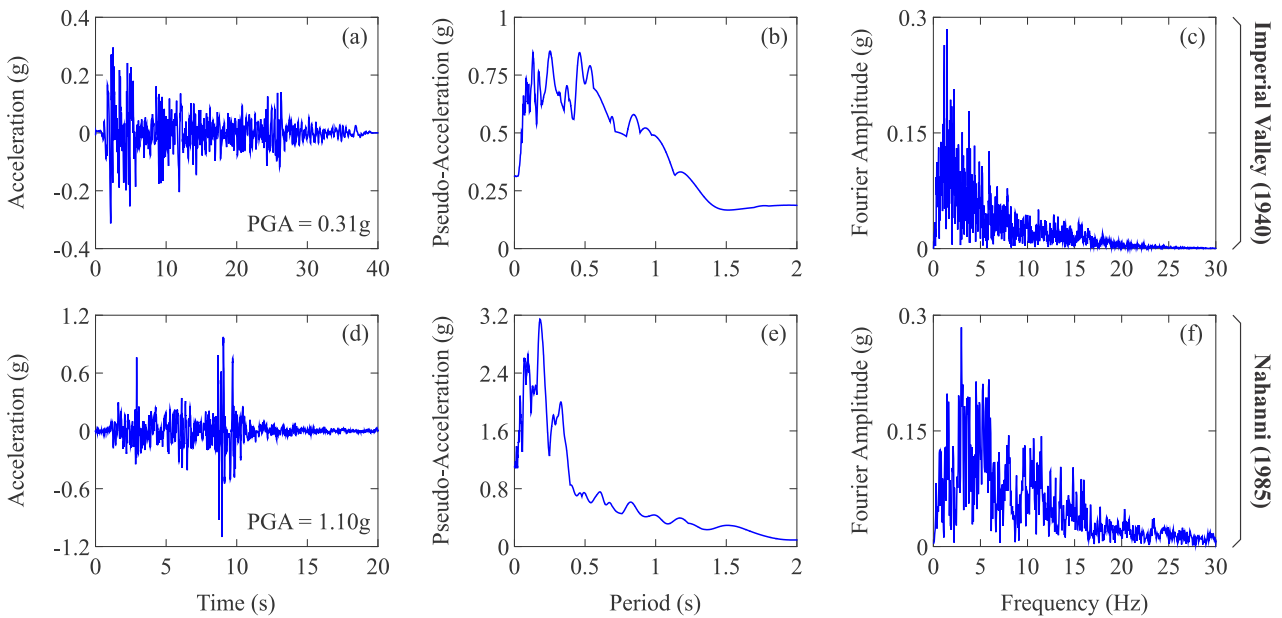 Acceleration (g)
0.4
0.2
0
-0.2
-0.4
(a)
PGA = 0.31g
0 10 20 30 40
Pseudo-Acceleration (g)
1
0.75
0.5
0.25
0
(b)
0 0.5 1 1.5 2
Fourier Amplitude (g)
0.3
0.15
0
(c)
0 5 10 15 20 25 30
Imperial Valley (1940)
Acceleration (g)
1.2
0.6
0
-0.6
-1.2
(d)
PGA = 1.10g
0 5 10 15 20
Time (s)
Pseudo-Acceleration (g)
3.2
2.4
1.6
0.8
0
(e)
0 0.5 1 1.5 2
Period (s)
Fourier Amplitude (g)
0.3
0.15
0
(f)
0 5 10 15 20 25 30
Frequency (Hz)
Nahanni (1985)